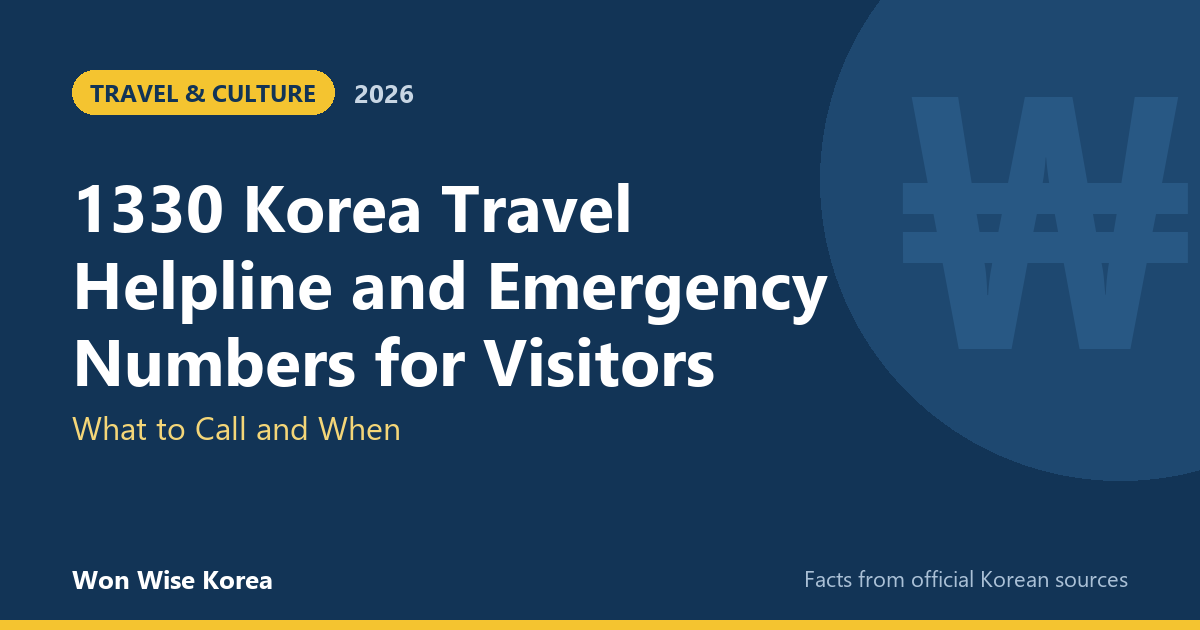 TRAVEL & CULTURE 2026
1330 Korea Travel
Helpline and Emergency
Numbers for Visitors
What to Call and When
Won Wise Korea
Facts from official Korean sources
₩